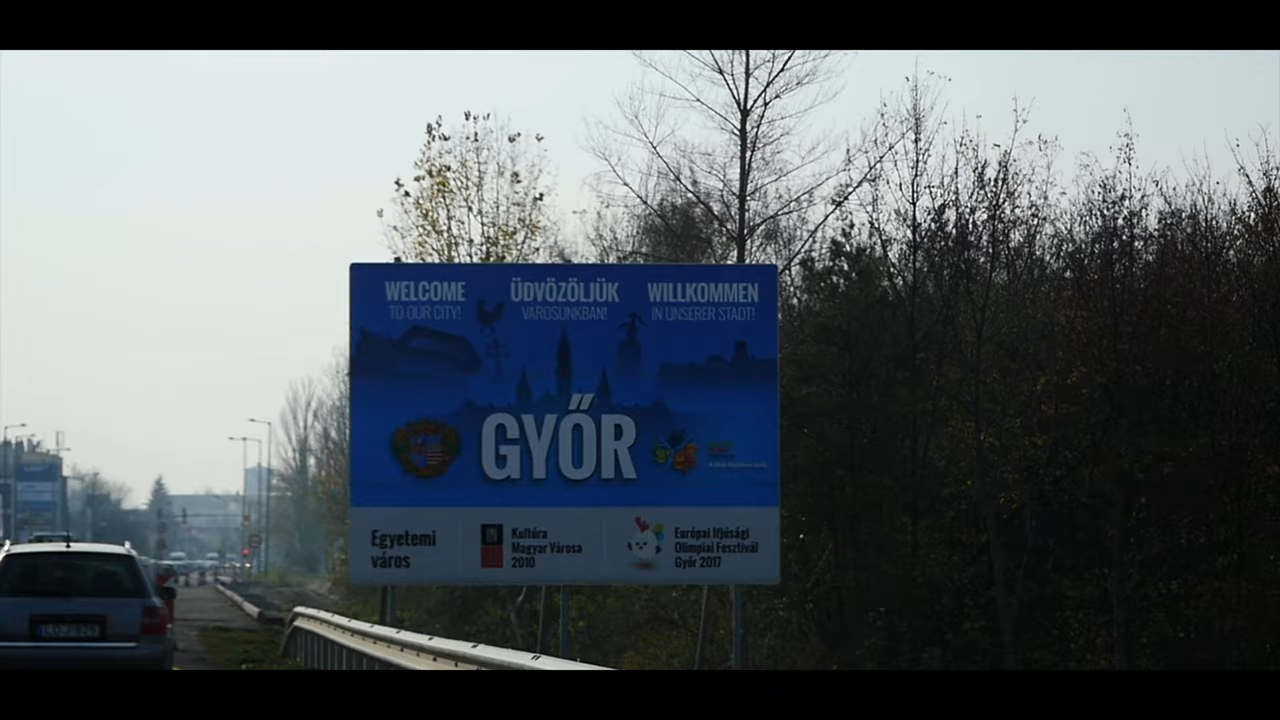 WELCOME
TO OUR CITY!
ÜDVÖZÖLJÜK
VÁROSUNKBAN!
WILLKOMMEN
IN UNSERER STADT!
GYŐR
Egyetemi
város
Kultúra
Magyar Városa
2010
Európai Ifjúsági
Olimpiai Fesztivál
Győr 2017